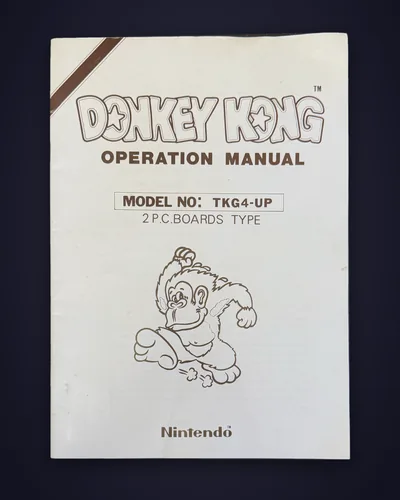 DONKEY KONG ™
OPERATION MANUAL
MODEL NO: TKG4-UP
2 P.C.BOARDS TYPE
Nintendo